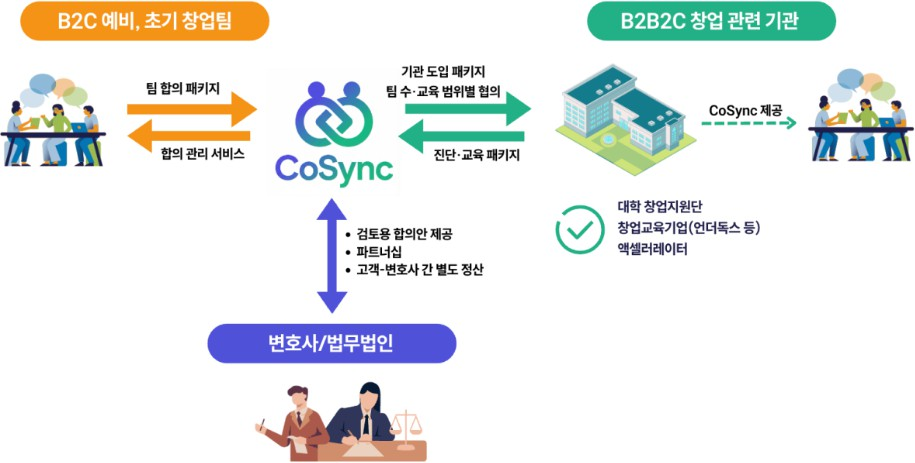 B2C 예비, 초기 창업팀
B2B2C 창업 관련 기관
팀 합의 패키지
합의 관리 서비스
CoSync
기관 도입 패키지
팀 수·교육 범위별 협의
진단·교육 패키지
CoSync 제공
• 검토용 합의안 제공
• 파트너십
• 고객-변호사 간 별도 정산
대학 창업지원단
창업교육기업(언더독스 등)
액셀러레이터
변호사/법무법인